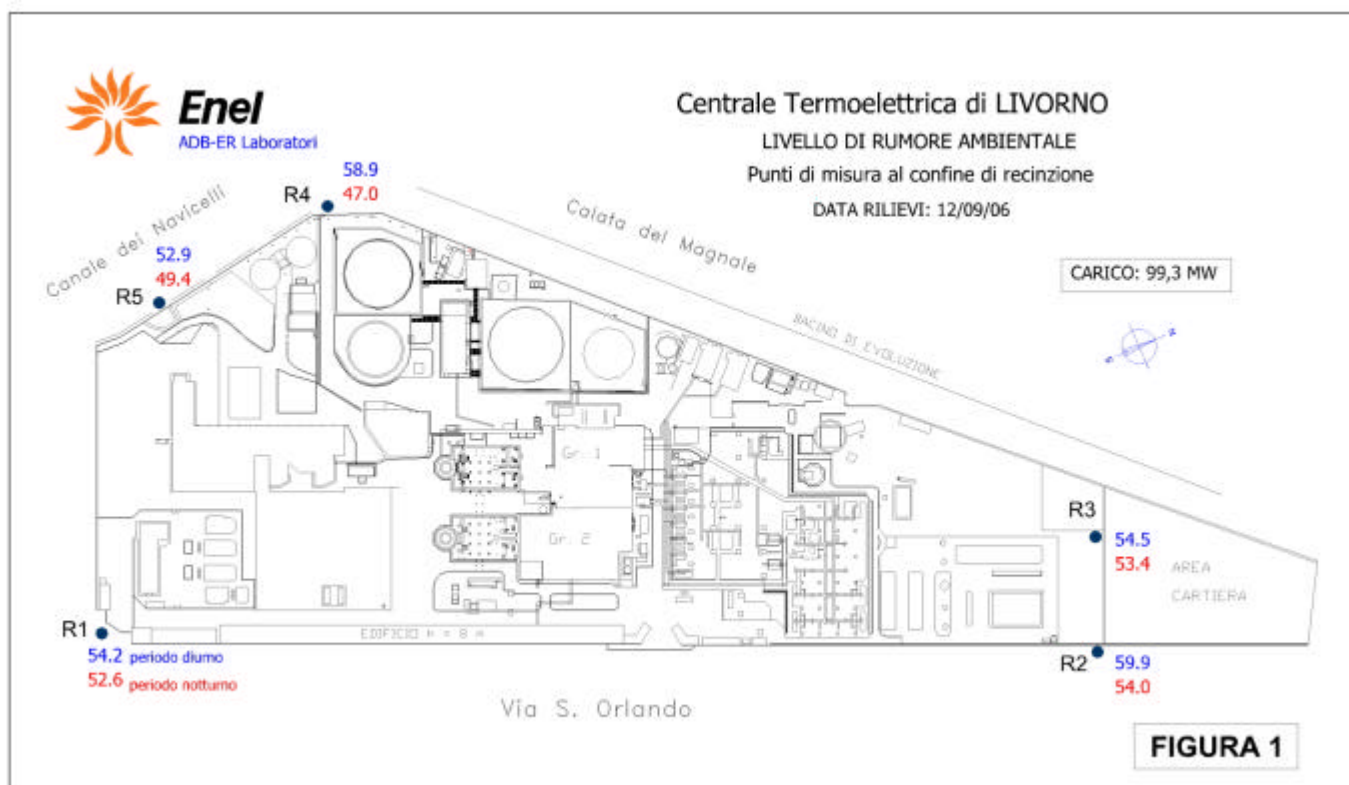 Enel
ADB-ER Laboratori
Centrale Termoelettrica di LIVORNO
LIVELLO DI RUMORE AMBIENTALE
Punti di misura al confine di recinzione
DATA RILIEVI: 12/09/06
CARICO: 99,3 MW
Canale dei Navicelli
R4
58.9
47.0
Calata del Magnale
R5
52.9
49.4
BACINO DI EVOLUZIONE
S
N
Gr. 1
Gr. 2
R3
54.5
53.4
AREA
CARTIERA
R1
54.2 periodo diurno
52.6 periodo notturno
EDIFICIO h = 8 m
R2
59.9
54.0
Via S. Orlando
FIGURA 1